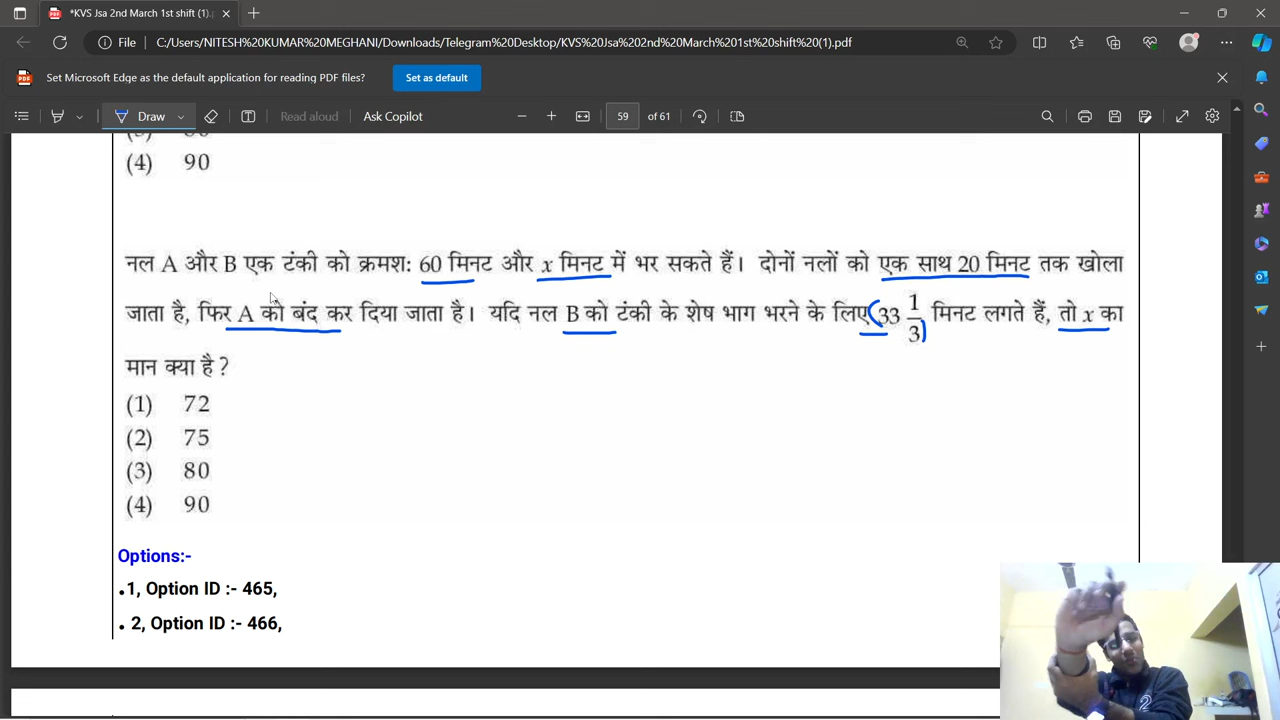 *KVS Jsa 2nd March 1st shift (1).p
File C:/Users/NITESH%20KUMAR%20MEGHANI/Downloads/Telegram%20Desktop/KVS%20Jsa%202nd%20March%201st%20shift%20(1).pdf
Set Microsoft Edge as the default application for reading PDF files? Set as default
Draw Read aloud Ask Copilot 59 of 61
(4) 90
नल A और B एक टंकी को क्रमश: 60 मिनट और x मिनट में भर सकते हैं। दोनों नलों को एक साथ 20 मिनट तक खोला
जाता है, फिर A को बंद कर दिया जाता है। यदि नल B को टंकी के शेष भाग भरने के लिए (33 1/3) मिनट लगते हैं, तो x का
मान क्या है ?
(1) 72
(2) 75
(3) 80
(4) 90
Options:-
.1, Option ID :- 465,
. 2, Option ID :- 466,